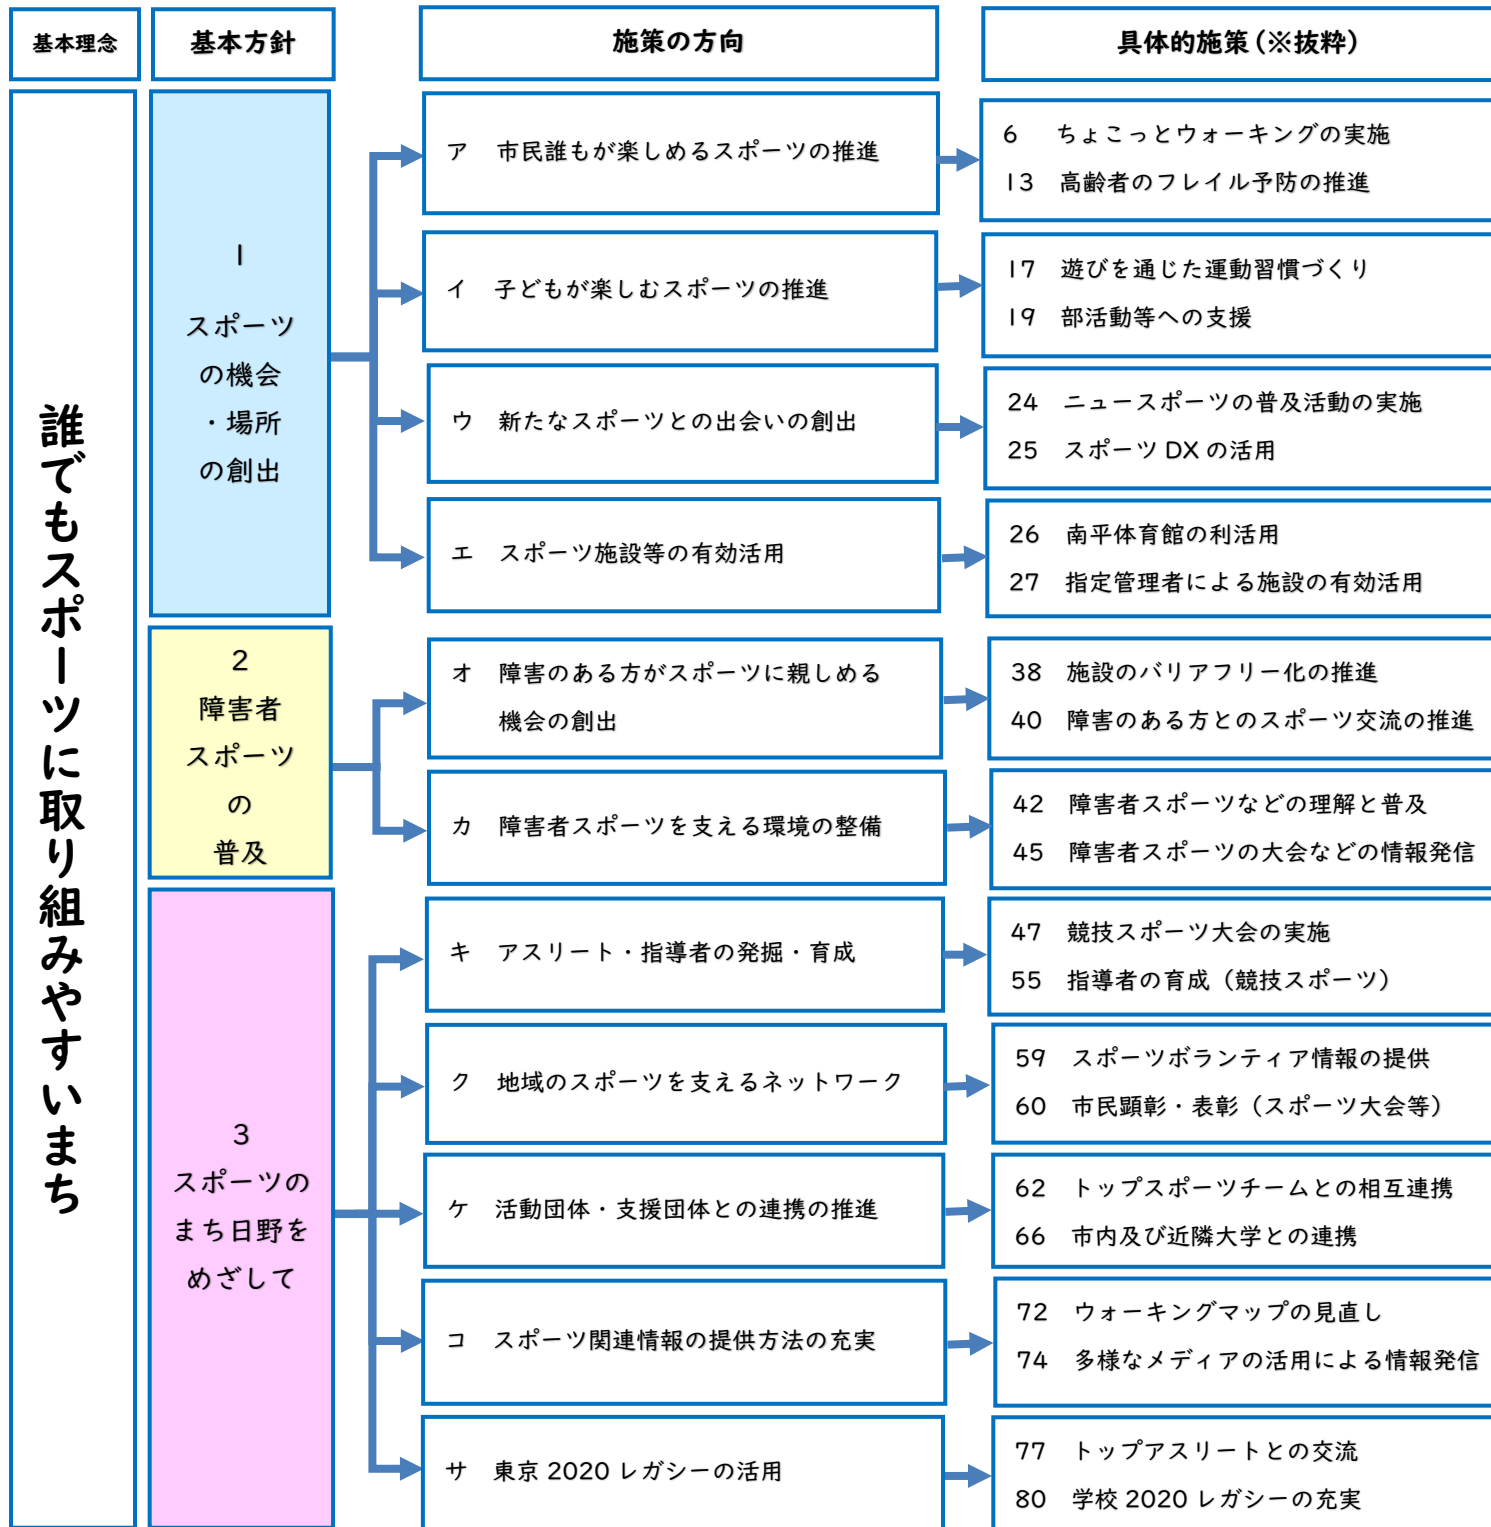 基本理念
基本方針
施策の方向
具体的施策(※抜粋)
誰でもスポーツに取り組みやすいまち
1
スポーツ
の機会
・場所
の創出
ア 市民誰もが楽しめるスポーツの推進
6 ちょこっとウォーキングの実施
13 高齢者のフレイル予防の推進
イ 子どもが楽しむスポーツの推進
17 遊びを通じた運動習慣づくり
19 部活動等への支援
ウ 新たなスポーツとの出会いの創出
24 ニュースポーツの普及活動の実施
25 スポーツ DX の活用
エ スポーツ施設等の有効活用
26 南平体育館の利活用
27 指定管理者による施設の有効活用
2
障害者
スポーツ
の
普及
オ 障害のある方がスポーツに親しめる
機会の創出
38 施設のバリアフリー化の推進
40 障害のある方とのスポーツ交流の推進
カ 障害者スポーツを支える環境の整備
42 障害者スポーツなどの理解と普及
45 障害者スポーツの大会などの情報発信
3
スポーツの
まち日野を
めざして
キ アスリート・指導者の発掘・育成
47 競技スポーツ大会の実施
55 指導者の育成（競技スポーツ）
ク 地域のスポーツを支えるネットワーク
59 スポーツボランティア情報の提供
60 市民顕彰・表彰（スポーツ大会等）
ケ 活動団体・支援団体との連携の推進
62 トップスポーツチームとの相互連携
66 市内及び近隣大学との連携
コ スポーツ関連情報の提供方法の充実
72 ウォーキングマップの見直し
74 多様なメディアの活用による情報発信
サ 東京 2020 レガシーの活用
77 トップアスリートとの交流
80 学校 2020 レガシーの充実